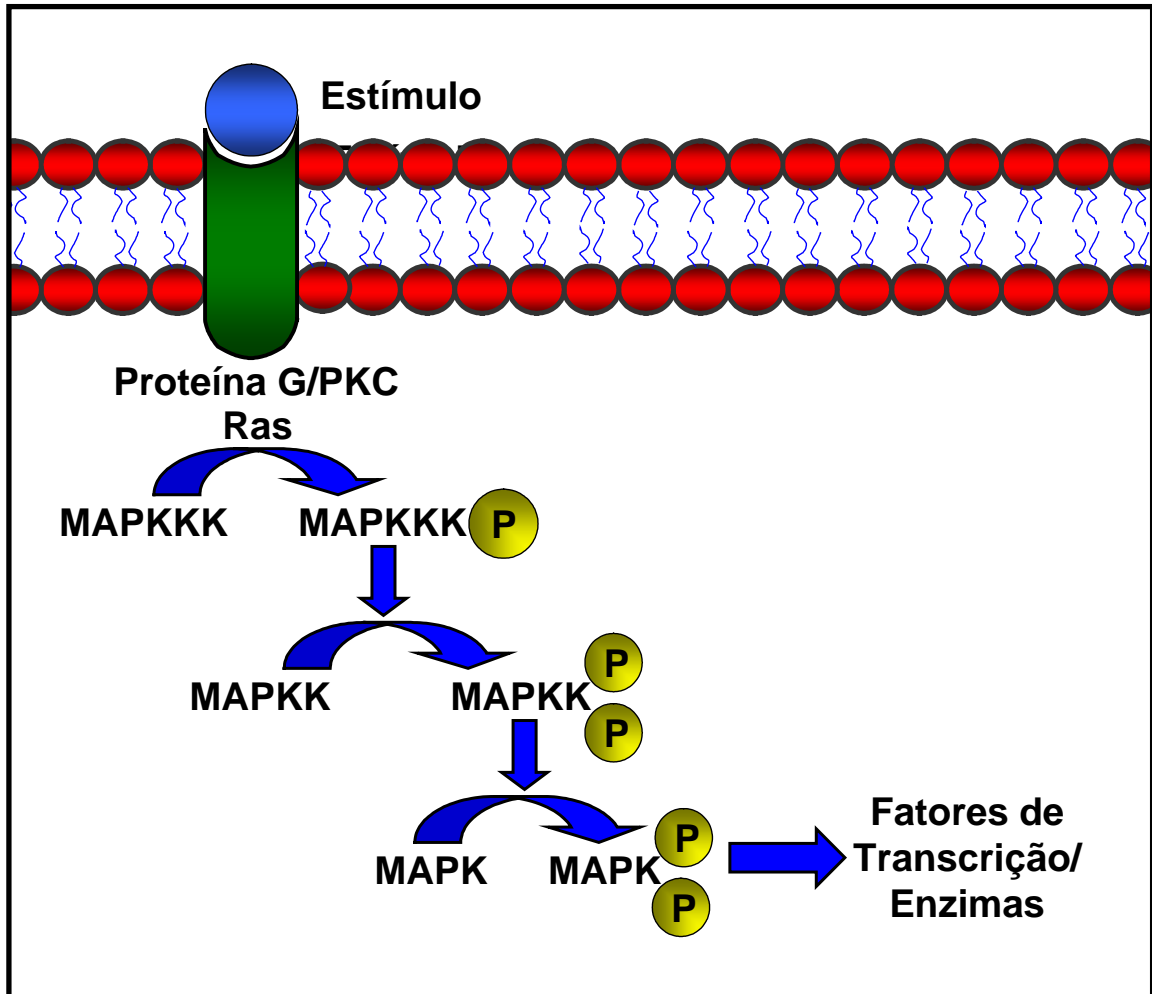 Estímulo
Proteína G/PKC
Ras
MAPKKK MAPKKK P
P
MAPKK MAPKK
P
P
MAPK MAPK
P
Fatores de
Transcrição/
Enzimas